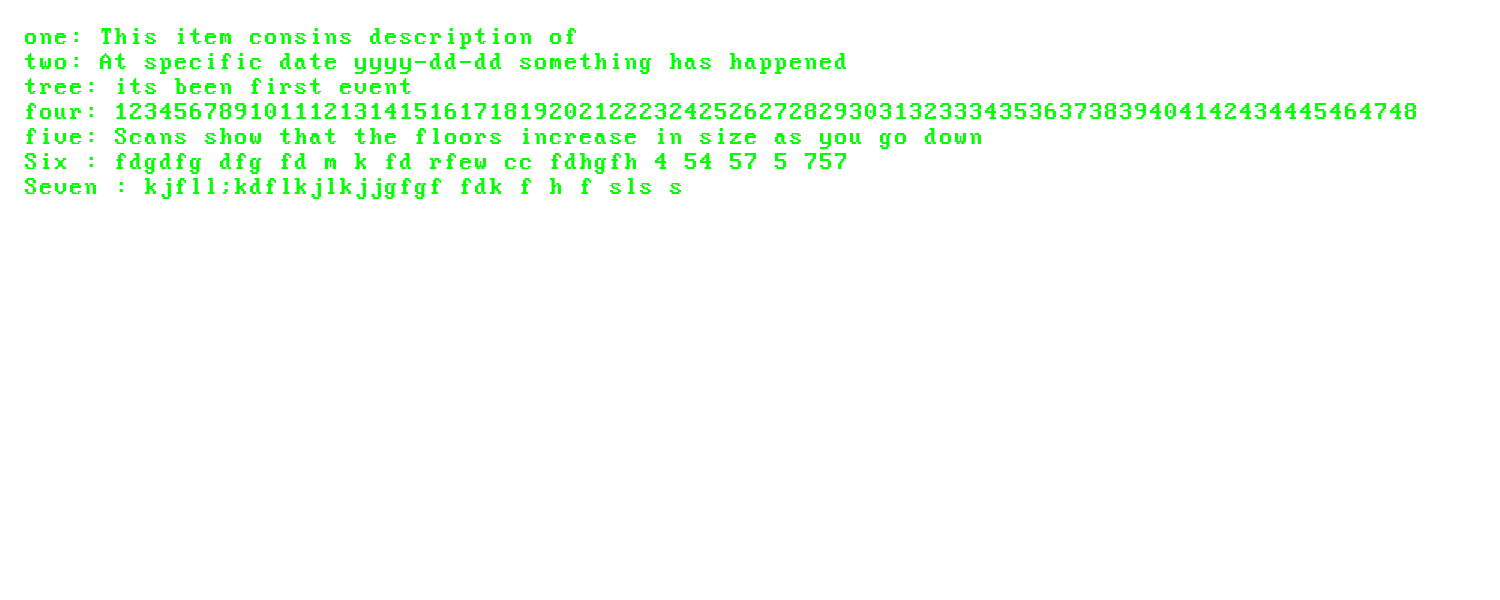 one: This item consins description of
two: At specific date yyyy-dd-dd something has happened
tree: its been first event
four: 123456789101112131415161718192021222324252627282930313233343536373839404142434445464748
five: Scans show that the floors increase in size as you go down
Six : fdgdfg dfg fd m k fd rfew cc fdhgfh 4 54 57 5 757
Seven : kjfll;kdflkjlkjjgfgf fdk f h f sls s